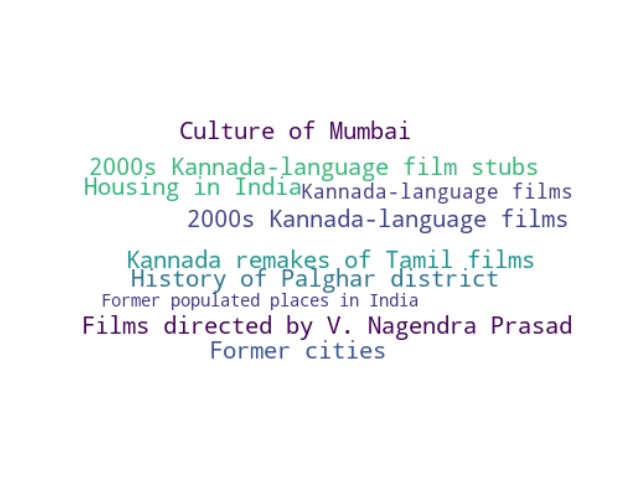 Culture of Mumbai
2000s Kannada-language film stubs
Housing in India
Kannada-language films
2000s Kannada-language films
Kannada remakes of Tamil films
History of Palghar district
Former populated places in India
Films directed by V. Nagendra Prasad
Former cities